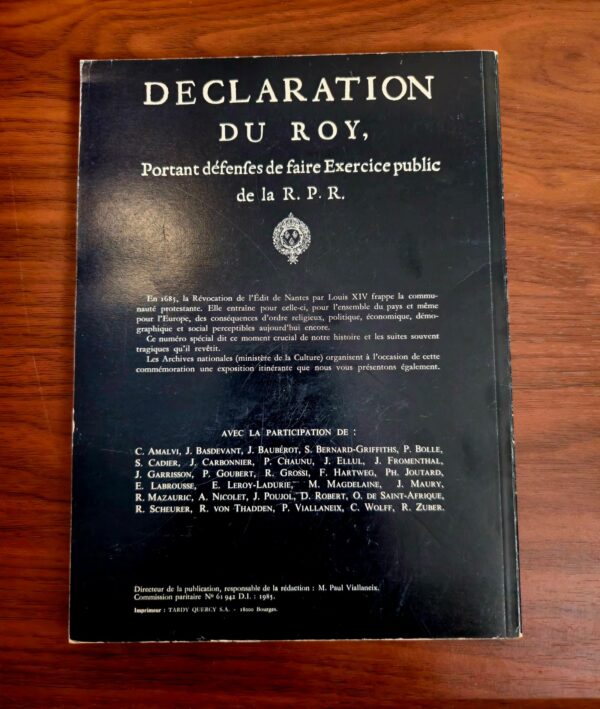 DECLARATION
DU ROY,
Portant défenſes de faire Exercice public
de la R. P. R.
En 1685, la Révocation de l'Édit de Nantes par Louis XIV frappe la commu-
nauté protestante. Elle entraîne pour celle-ci, pour l'ensemble du pays et même
pour l'Europe, des conséquences d'ordre religieux, politique, économique, démo-
graphique et social perceptibles aujourd'hui encore.
Ce numéro spécial dit ce moment crucial de notre histoire et les suites souvent
tragiques qu'il revêtit.
Les Archives nationales (ministère de la Culture) organisent à l'occasion de cette
commémoration une exposition itinérante que nous vous présentons également.
AVEC LA PARTICIPATION DE :
C. AMALVI, J. BASDEVANT, J. BAUBÉROT, S. BERNARD-GRIFFITHS, P. BOLLE,
S. CADIER, J. CARBONNIER, P. CHAUNU, J. ELLUL, J. FROMENTHAL,
J. GARRISSON, P. GOUBERT, R. GROSSI, F. HARTWEG, PH. JOUTARD,
E. LABROUSSE, E. LEROY-LADURIE, M. MAGDELAINE, J. MAURY,
R. MAZAURIC, A. NICOLET, J. POUJOL, D. ROBERT, O. DE SAINT-AFRIQUE,
R. SCHEURER, R. VON THADDEN, P. VIALLANEIX, C. WOLFF, R. ZUBER.
Directeur de la publication, responsable de la rédaction : M. Paul Viallaneix.
Commission paritaire N° 61 942 D.I. : 1985.
Imprimeur : TARDY QUERCY S.A. - 18000 Bourges.